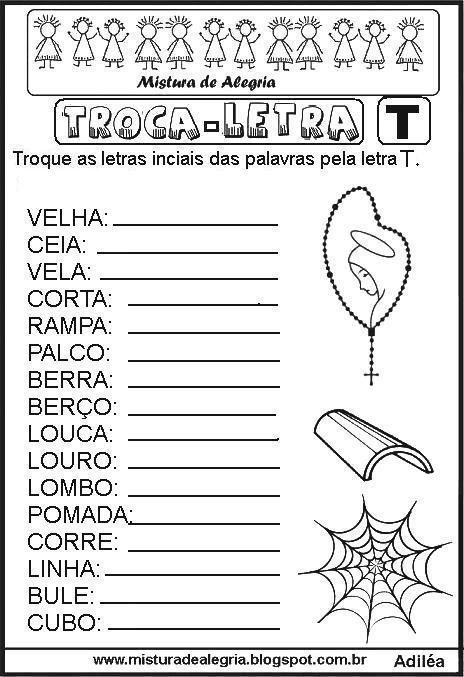 Mistura de Alegria
TROCA-LETRA T
Troque as letras inciais das palavras pela letra T.
VELHA:
CEIA:
VELA:
CORTA:
RAMPA:
PALCO:
BERRA:
BERÇO:
LOUCA:
LOURO:
LOMBO:
POMADA:
CORRE:
LINHA:
BULE:
CUBO:
www.misturadealegria.blogspot.com.br Adiléa